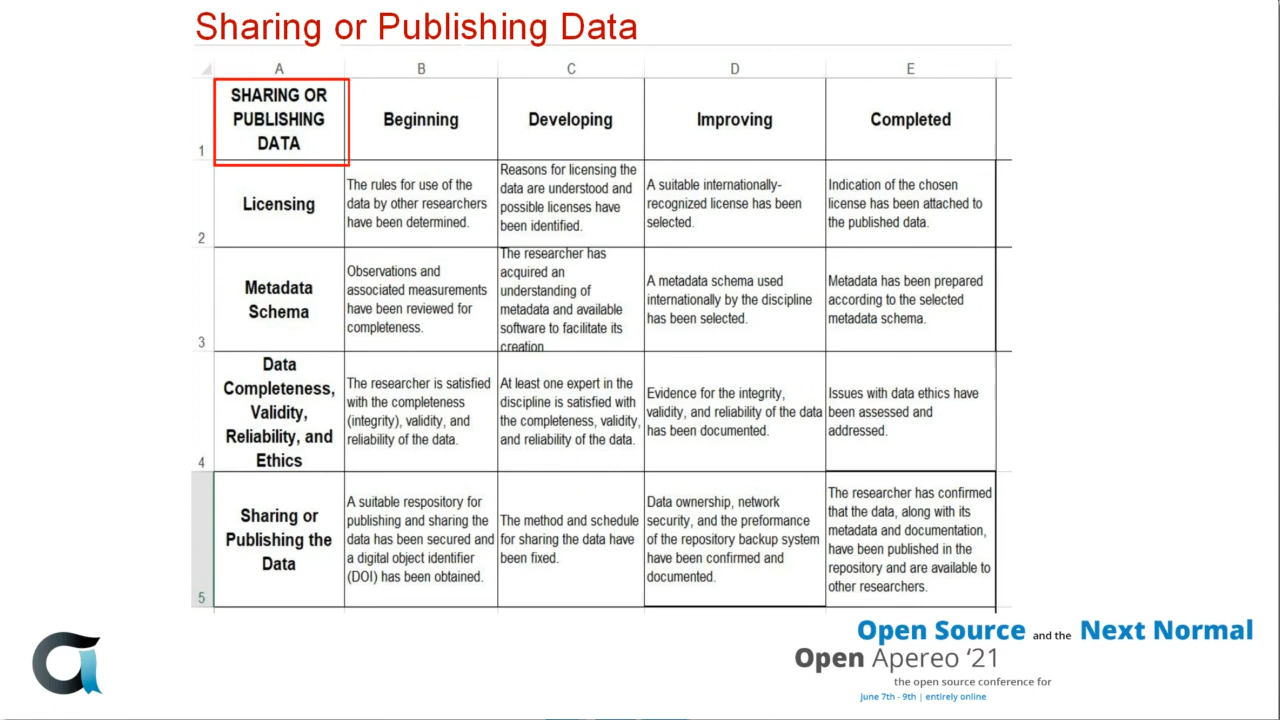 Sharing or Publishing Data
A B C D E
1
SHARING OR
PUBLISHING
DATA
Beginning
Developing
Improving
Completed
2
Licensing
The rules for use of the
data by other researchers
have been determined.
Reasons for licensing the
data are understood and
possible licenses have
been identified.
A suitable internationally-
recognized license has been
selected.
Indication of the chosen
license has been attached to
the published data.
3
Metadata
Schema
Observations and
associated measurements
have been reviewed for
completeness.
The researcher has
acquired an
understanding of
metadata and available
software to facilitate its
creation
A metadata schema used
internationally by the discipline
has been selected.
Metadata has been prepared
according to the selected
metadata schema.
4
Data
Completeness,
Validity,
Reliability, and
Ethics
The researcher is satisfied
with the completeness
(integrity), validity, and
reliability of the data.
At least one expert in the
discipline is satisfied with
the completeness, validity,
and reliability of the data.
Evidence for the integrity,
validity, and reliability of the data
has been documented.
Issues with data ethics have
been assessed and
addressed.
5
Sharing or
Publishing the
Data
A suitable respository for
publishing and sharing the
data has been secured and
a digital object identifier
(DOI) has been obtained.
The method and schedule
for sharing the data have
been fixed.
Data ownership, network
security, and the preformance
of the repository backup system
have been confirmed and
documented.
The researcher has confirmed
that the data, along with its
metadata and documentation,
have been published in the
repository and are available to
other researchers.
Open Source and the Next Normal
Open Apereo ‘21
the open source conference for
June 7th - 9th | entirely online